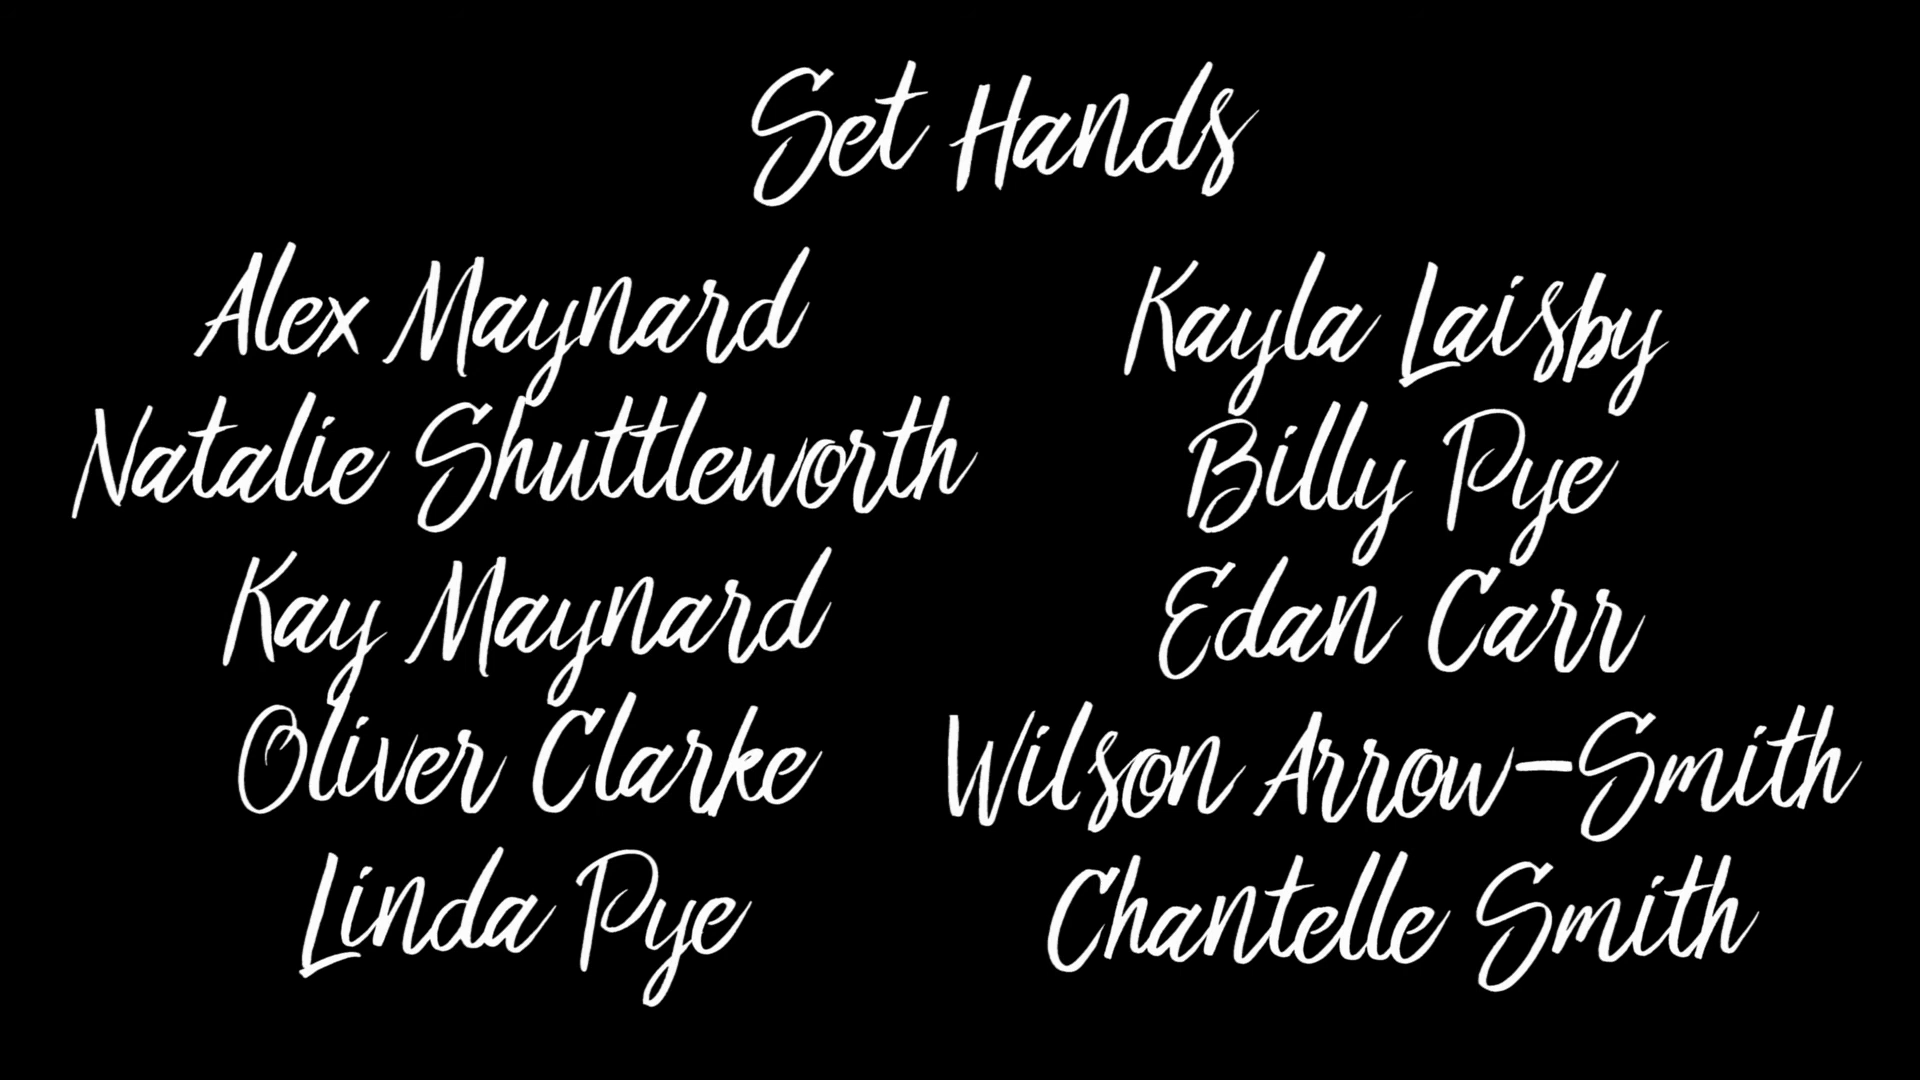 Set Hands
Alex Maynard
Natalie Shuttleworth
Kay Maynard
Oliver Clarke
Linda Pye
Kayla Laisby
Billy Pye
Edan Carr
Wilson Arrow-Smith
Chantelle Smith